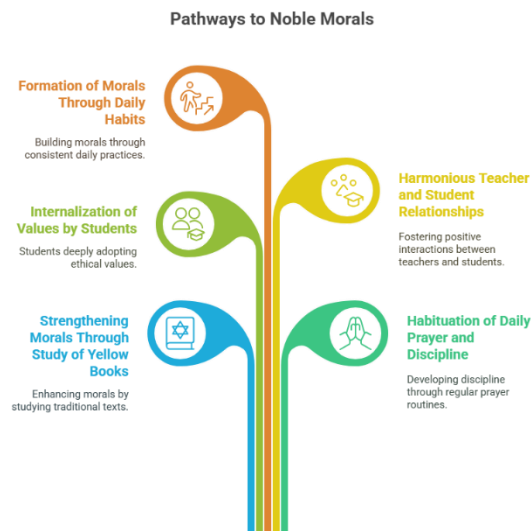 Pathways to Noble Morals
Formation of Morals
Through Daily
Habits
Building morals through
consistent daily practices.
Harmonious Teacher
and Student
Relationships
Fostering positive
interactions between
teachers and students.
Internalization of
Values by Students
Students deeply adopting
ethical values.
Strengthening
Morals Through
Study of Yellow
Books
Enhancing morals by
studying traditional texts.
Habituation of Daily
Prayer and
Discipline
Developing discipline
through regular prayer
routines.